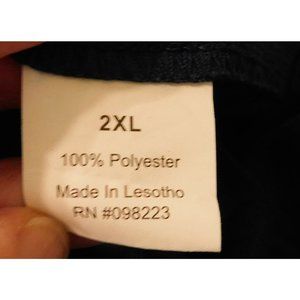 2XL
100% Polyester
Made In Lesotho
RN #098223